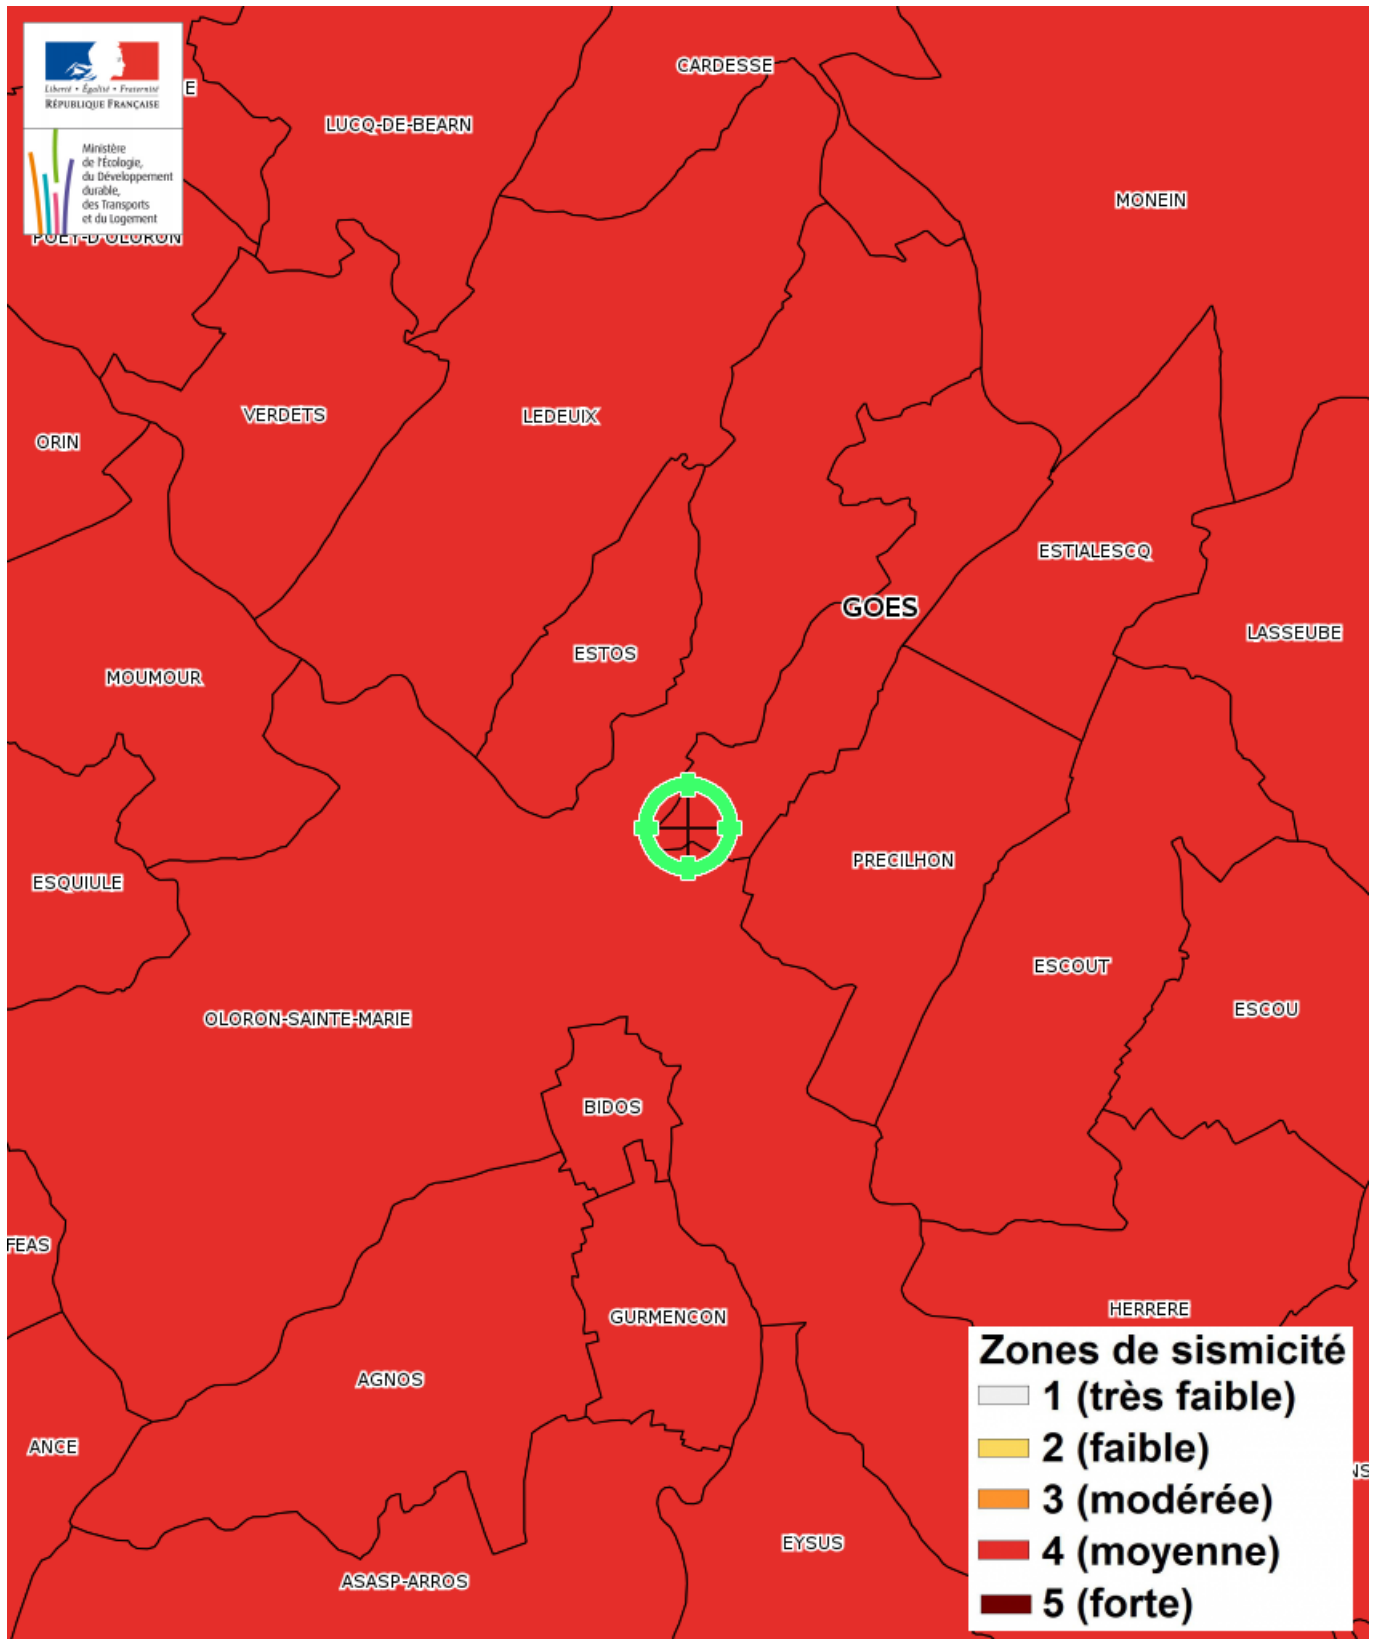 Liberté • Égalité • Fraternité
RÉPUBLIQUE FRANÇAISE
E
Ministère
de l'Écologie,
du Développement
durable,
des Transports
et du Logement
CARDESSE
LUCQ-DE-BEARN
MONEIN
POEY-D'OLORON
VERDETS
LEDEUIX
ORIN
ESTIALESCQ
GOES
LASSEUBE
ESTOS
MOUMOUR
PRECILHON
ESQUIULE
ESCOUT
ESCOU
OLORON-SAINTE-MARIE
BIDOS
FEAS
HERRERE
GURMENCON
AGNOS
ANCE
NS
EYSUS
ASASP-ARROS
Zones de sismicité
1 (très faible)
2 (faible)
3 (modérée)
4 (moyenne)
5 (forte)